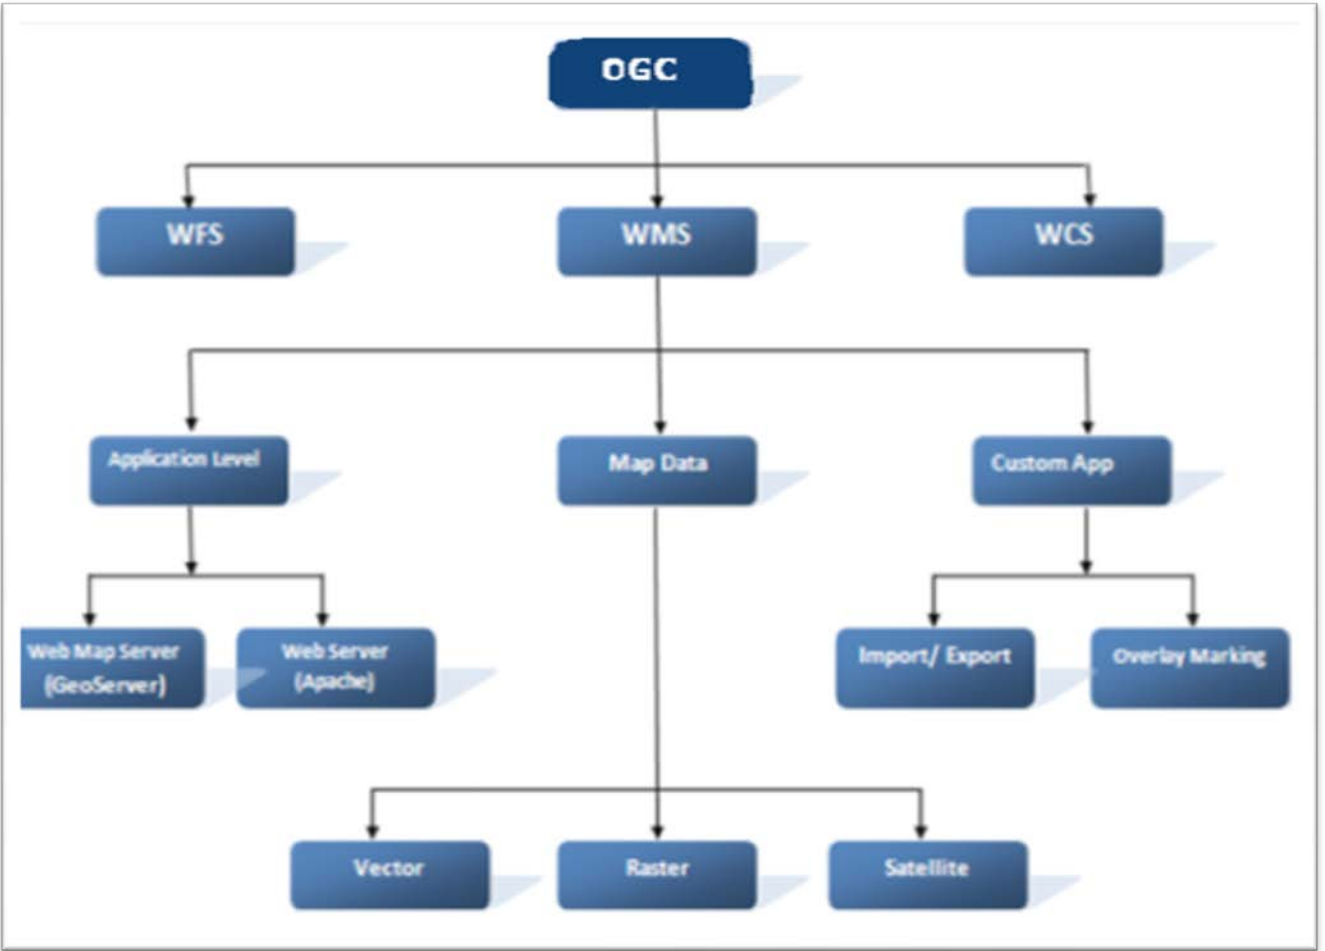 OGC
WFS
WMS
WCS
Application Level
Map Data
Custom App
Web Map Server
(GeoServer)
Web Server
(Apache)
Import/ Export
Overlay Marking
Vector
Raster
Satellite